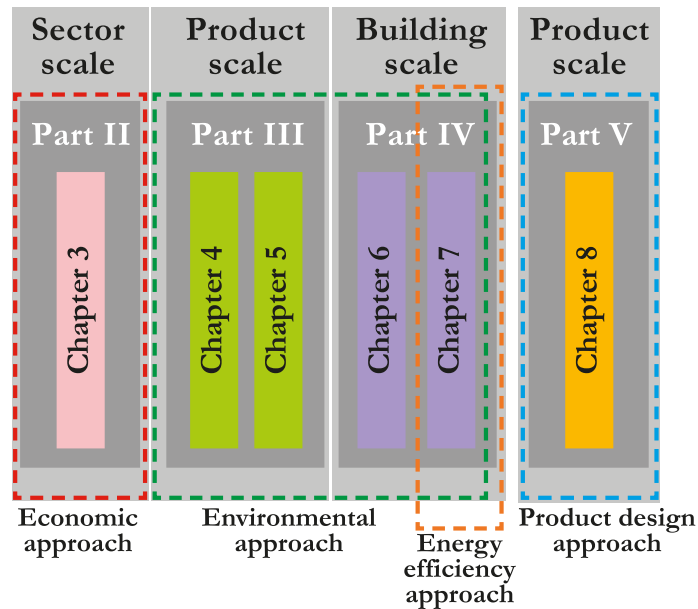 Sector
scale
Product
scale
Building
scale
Product
scale
Part II
Part III
Part IV
Part V
Chapter 3
Chapter 4
Chapter 5
Chapter 6
Chapter 7
Chapter 8
Economic
approach
Environmental
approach
Energy
efficiency
approach
Product design
approach